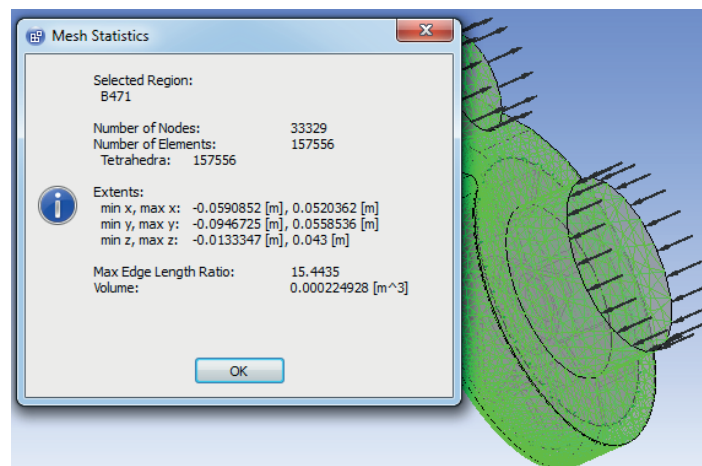 Mesh Statistics
Selected Region:
B471
Number of Nodes: 33329
Number of Elements: 157556
Tetrahedra: 157556
Extents:
min x, max x: -0.0590852 [m], 0.0520362 [m]
min y, max y: -0.0946725 [m], 0.0558536 [m]
min z, max z: -0.0133347 [m], 0.043 [m]
Max Edge Length Ratio: 15.4435
Volume: 0.000224928 [m^3]
OK